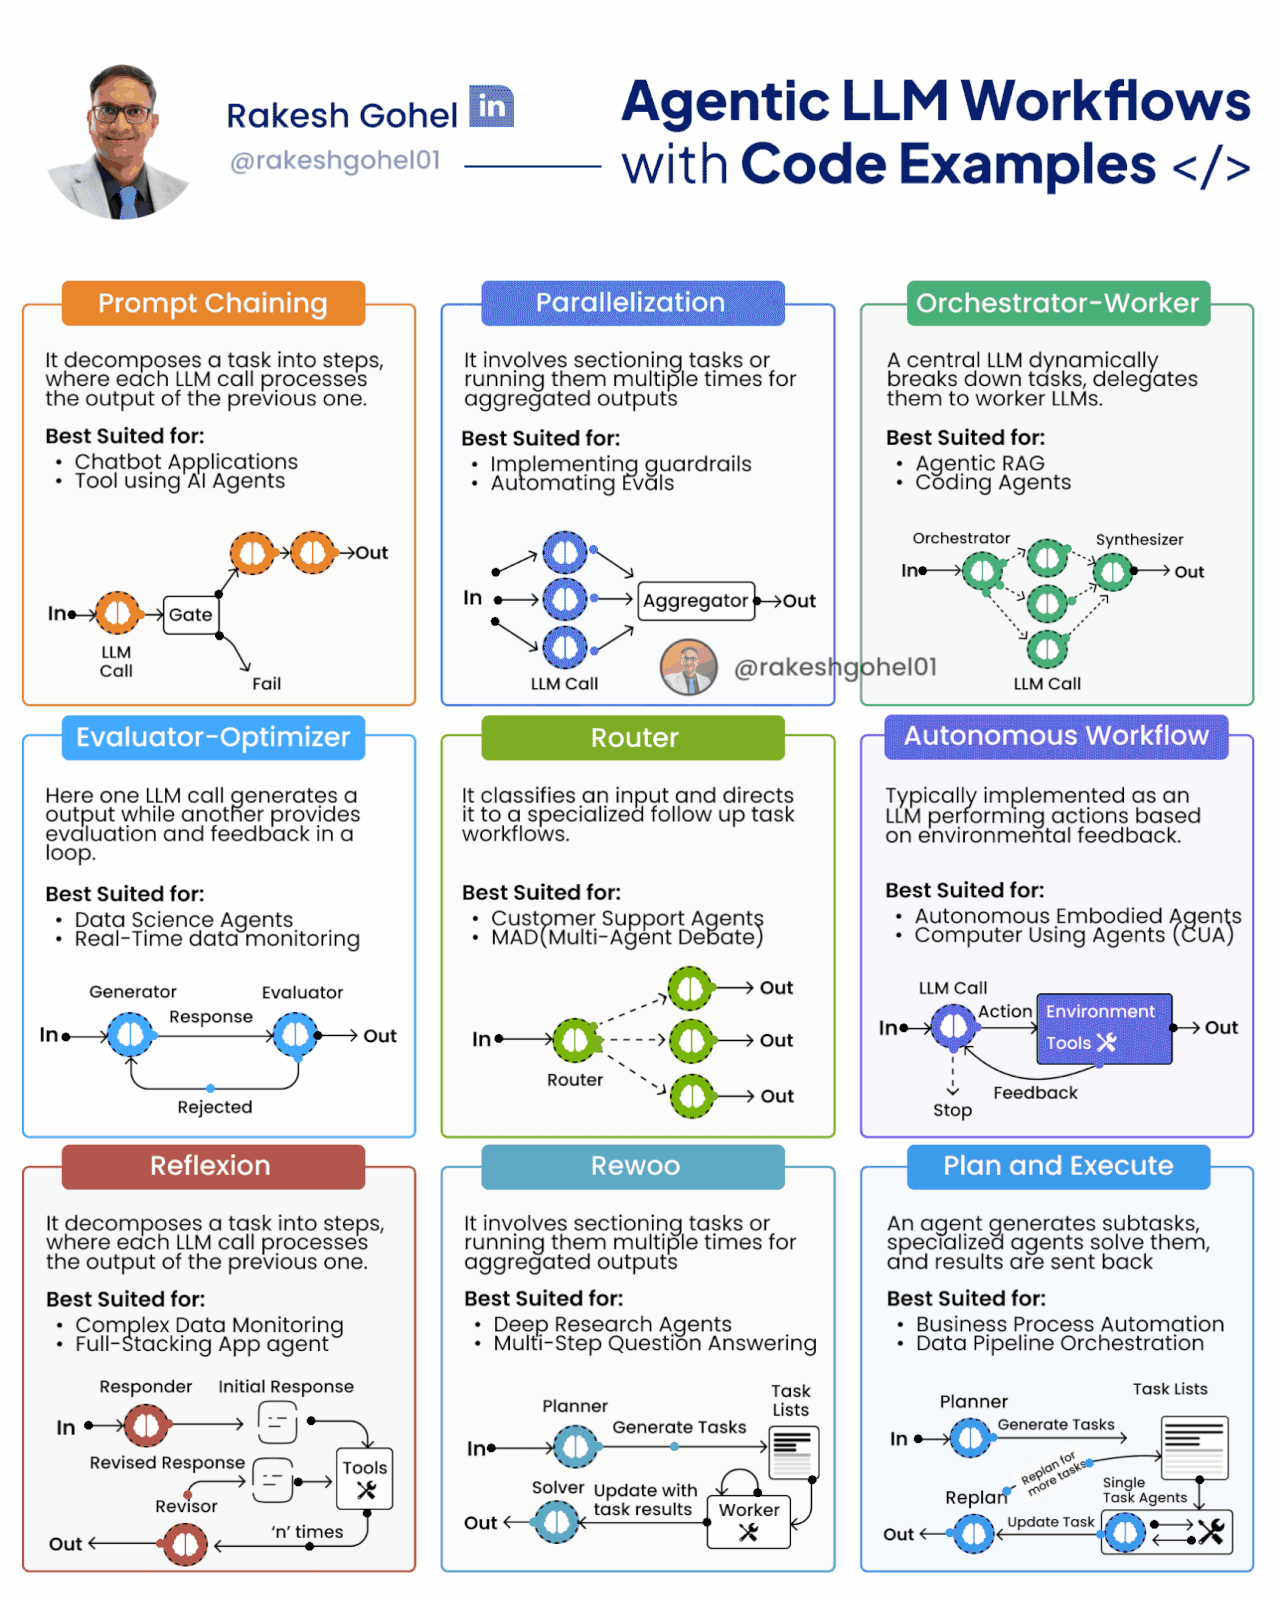 Rakesh Gohel in
@rakeshgohel01
Agentic LLM Workflows
with Code Examples </>
Prompt Chaining
It decomposes a task into steps,
where each LLM call processes
the output of the previous one.
Best Suited for:
• Chatbot Applications
• Tool using AI Agents
In
LLM
Call
Gate
Out
Fail
Parallelization
It involves sectioning tasks or
running them multiple times for
aggregated outputs
Best Suited for:
• Implementing guardrails
• Automating Evals
In
Aggregator
Out
LLM Call
@rakeshgohel01
Orchestrator-Worker
A central LLM dynamically
breaks down tasks, delegates
them to worker LLMs.
Best Suited for:
• Agentic RAG
• Coding Agents
Orchestrator
Synthesizer
In
Out
LLM Call
Evaluator-Optimizer
Here one LLM call generates a
output while another provides
evaluation and feedback in a
loop.
Best Suited for:
• Data Science Agents
• Real-Time data monitoring
Generator
Evaluator
Response
In
Out
Rejected
Router
It classifies an input and directs
it to a specialized follow up task
workflows.
Best Suited for:
• Customer Support Agents
• MAD(Multi-Agent Debate)
Out
In
Out
Router
Out
Autonomous Workflow
Typically implemented as an
LLM performing actions based
on environmental feedback.
Best Suited for:
• Autonomous Embodied Agents
• Computer Using Agents (CUA)
LLM Call
Action
Environment
In
Out
Tools
Feedback
Stop
Reflexion
It decomposes a task into steps,
where each LLM call processes
the output of the previous one.
Best Suited for:
• Complex Data Monitoring
• Full-Stacking App agent
Responder
Initial Response
In
Revised Response
Tools
Revisor
'n' times
Out
Rewoo
It involves sectioning tasks or
running them multiple times for
aggregated outputs
Best Suited for:
• Deep Research Agents
• Multi-Step Question Answering
Task
Lists
Planner
Generate Tasks
In
Solver
Update with
task results
Worker
Out
Plan and Execute
An agent generates subtasks,
specialized agents solve them,
and results are sent back
Best Suited for:
• Business Process Automation
• Data Pipeline Orchestration
Task Lists
Planner
Generate Tasks
In
Replan for
more tasks
Single
Task Agents
Replan
Update Task
Out